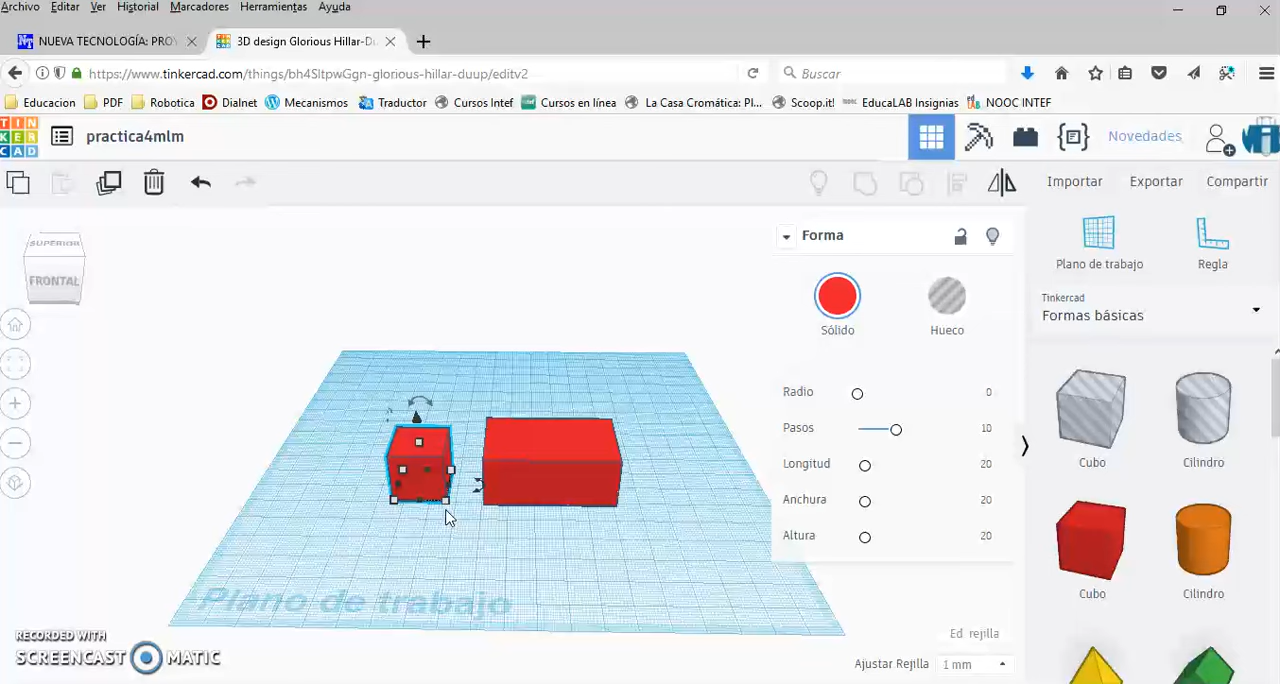 Archivo Editar Ver Historial Marcadores Herramientas Ayuda
NUEVA TECNOLOGÍA: PROY 3D design Glorious Hillar-Du
https://www.tinkercad.com/things/bh4SltpwGgn-glorious-hillar-duup/editv2 Buscar
Educacion PDF Robotica Dialnet Mecanismos Traductor Cursos Intef Cursos en línea La Casa Cromática: Pl... Scoop.it! EducaLAB Insignias NOOC INTEF
TIN
KER
CAD
practica4mlm Novedades
Importar Exportar Compartir
SUPERIOR
FRONTAL
Forma
Sólido Hueco
Radio 0
Pasos 10
Longitud 20
Anchura 20
Altura 20
Plano de trabajo Regla
Tinkercad
Formas básicas
Cubo Cilindro
Cubo Cilindro
Plano de trabajo
Ed. rejilla
Ajustar Rejilla 1 mm
RECORDED WITH
SCREENCAST MATIC